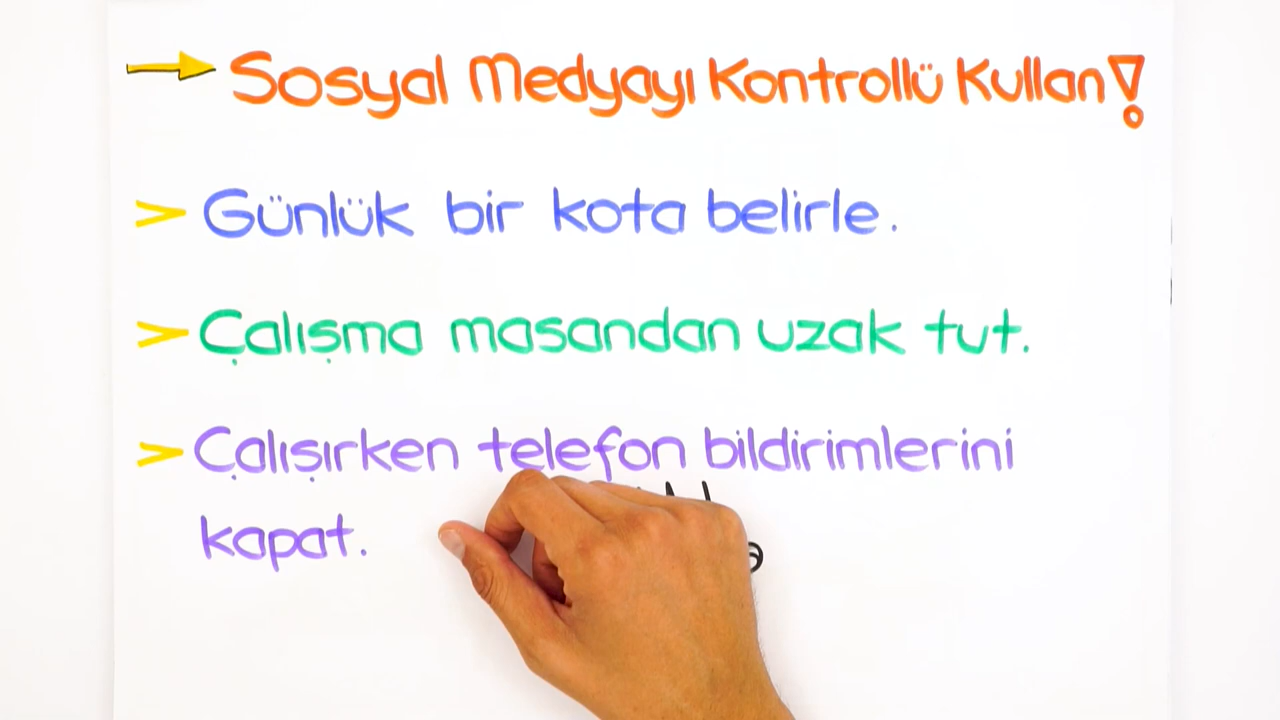 Sosyal Medyayı Kontrollü Kullan!
> Günlük bir kota belirle.
> Çalışma masandan uzak tut.
> Çalışırken telefon bildirimlerini
kapat.